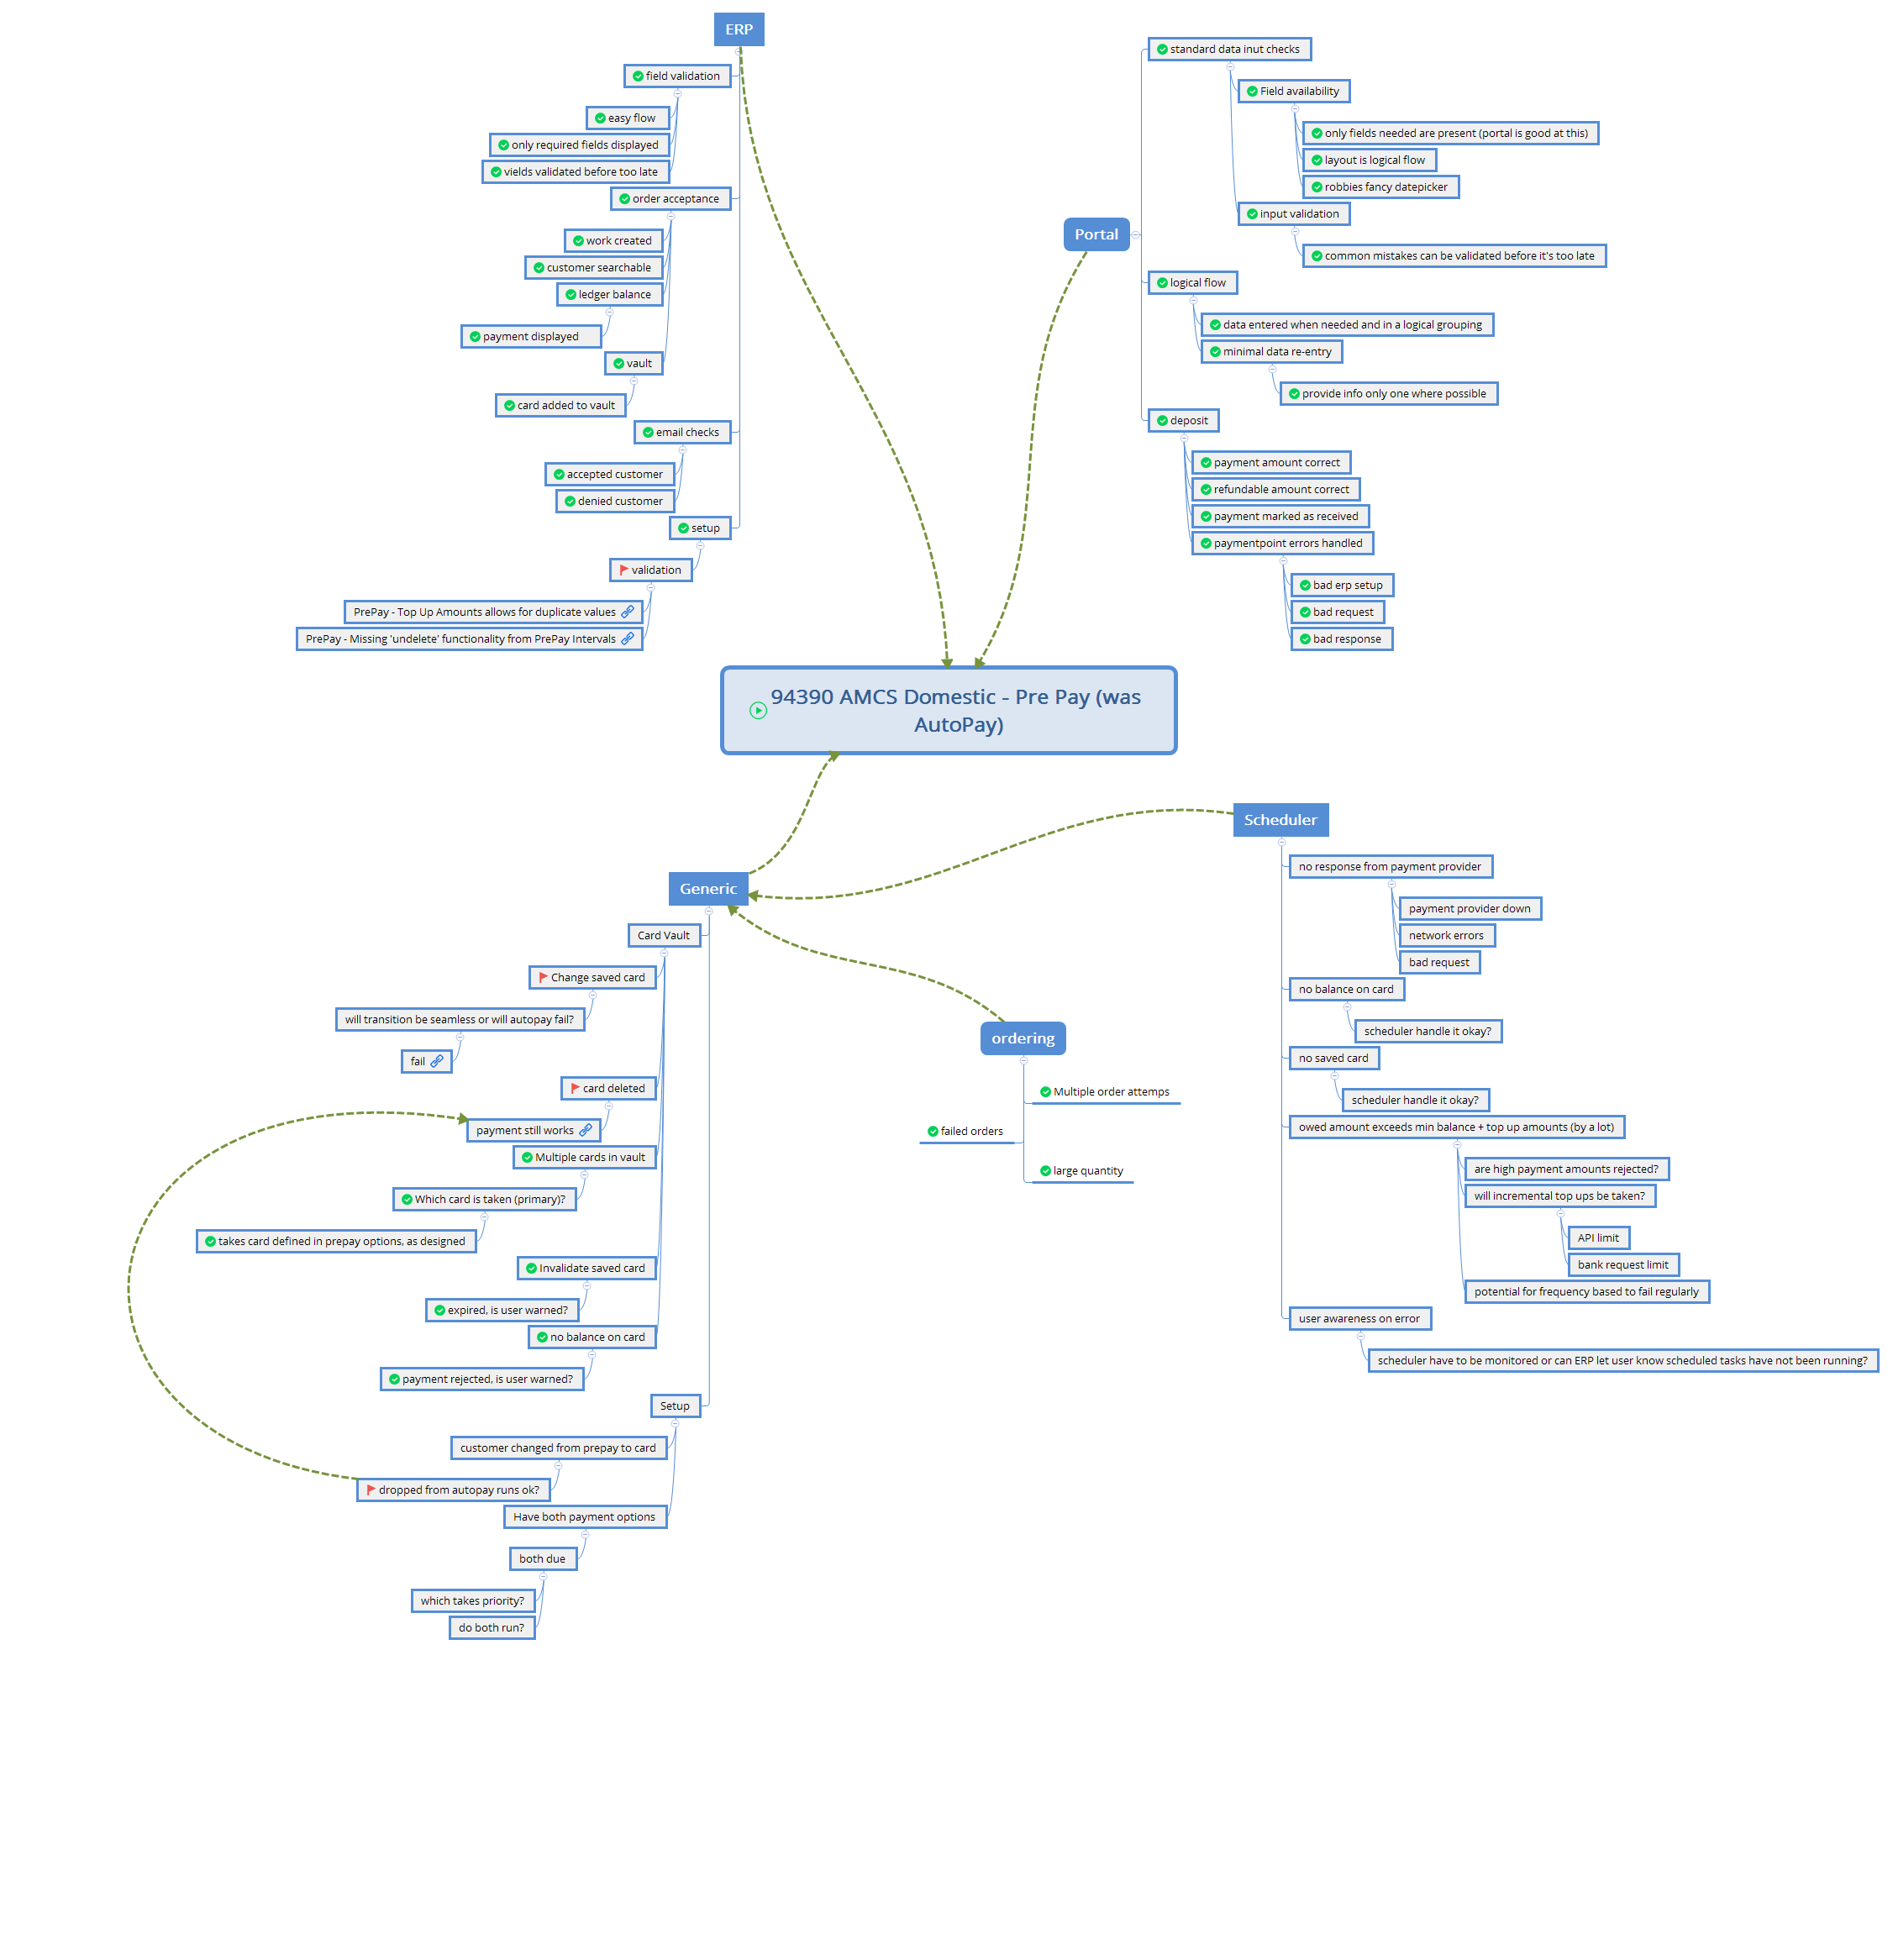 ERP
field validation
easy flow
only required fields displayed
vields validated before too late
order acceptance
work created
customer searchable
ledger balance
payment displayed
vault
card added to vault
email checks
accepted customer
denied customer
setup
validation
PrePay - Top Up Amounts allows for duplicate values
PrePay - Missing 'undelete' functionality from PrePay Intervals
Portal
standard data inut checks
Field availability
only fields needed are present (portal is good at this)
layout is logical flow
robbies fancy datepicker
input validation
common mistakes can be validated before it's too late
logical flow
data entered when needed and in a logical grouping
minimal data re-entry
provide info only one where possible
deposit
payment amount correct
refundable amount correct
payment marked as received
paymentpoint errors handled
bad erp setup
bad request
bad response
94390 AMCS Domestic - Pre Pay (was
AutoPay)
Generic
Card Vault
Change saved card
will transition be seamless or will autopay fail?
fail
card deleted
payment still works
Multiple cards in vault
Which card is taken (primary)?
takes card defined in prepay options, as designed
Invalidate saved card
expired, is user warned?
no balance on card
payment rejected, is user warned?
Setup
customer changed from prepay to card
dropped from autopay runs ok?
Have both payment options
both due
which takes priority?
do both run?
ordering
Multiple order attemps
failed orders
large quantity
Scheduler
no response from payment provider
payment provider down
network errors
bad request
no balance on card
scheduler handle it okay?
no saved card
scheduler handle it okay?
owed amount exceeds min balance + top up amounts (by a lot)
are high payment amounts rejected?
will incremental top ups be taken?
API limit
bank request limit
potential for frequency based to fail regularly
user awareness on error
scheduler have to be monitored or can ERP let user know scheduled tasks have not been running?